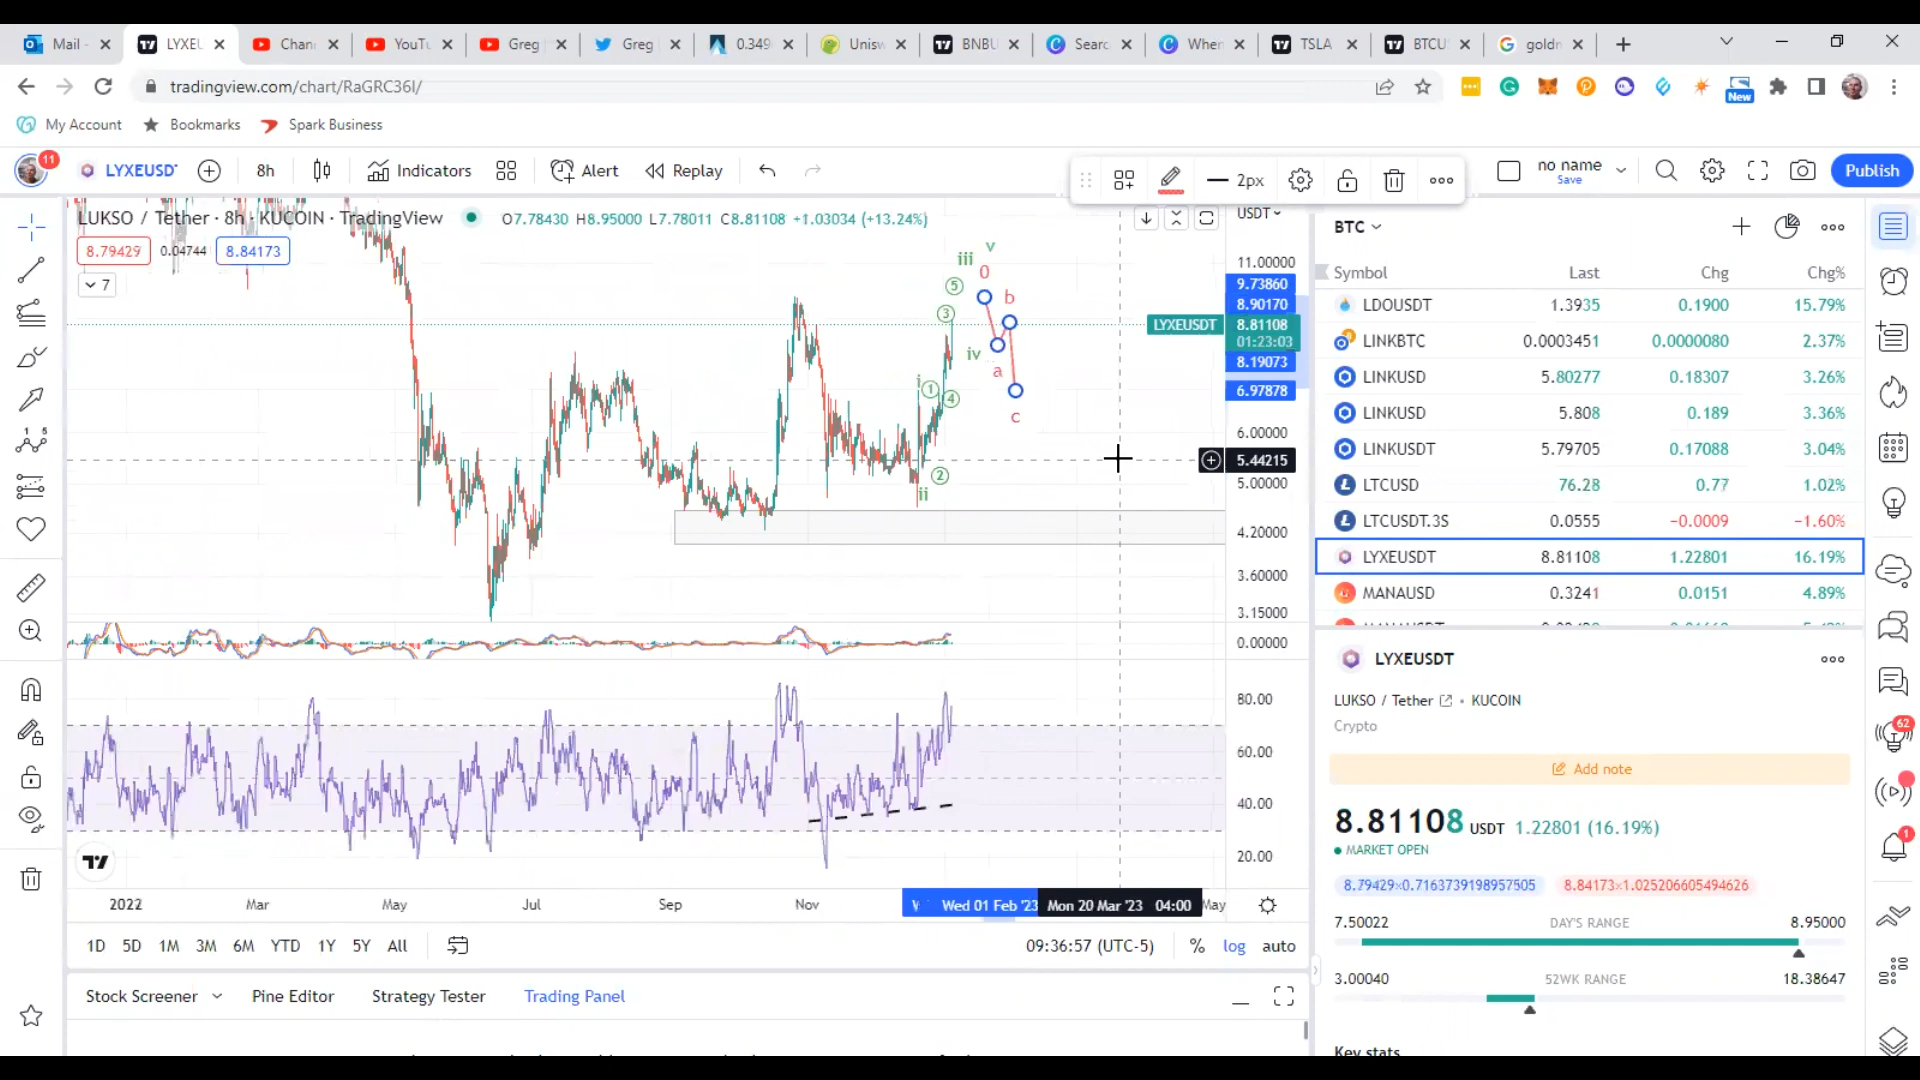 Mail
LYXEU
Chan
YouTu
Greg
Greg
0.349
Unisw
BNBU
Searc
When
TSLA
BTCU
goldn
tradingview.com/chart/RaGRC36I/
New
My Account
Bookmarks
Spark Business
11
LYXEUSD
8h
Indicators
Alert
Replay
2px
no name
Save
Publish
LUKSO / Tether · 8h · KUCOIN · TradingView
O7.78430 H8.95000 L7.78011 C8.81108 +1.03034 (+13.24%)
8.79429 0.04744 8.84173
7
USDT
11.00000
9.73860
8.90170
LYXEUSDT 8.81108
01:23:03
8.19073
6.97878
6.00000
5.44215
5.00000
4.20000
3.60000
3.15000
0.00000
80.00
60.00
40.00
20.00
iii v
0
5
b
3
iv
a
i 1
4
c
2
ii
2022 Mar May Jul Sep Nov Wed 01 Feb '23 Mon 20 Mar '23 04:00 May
1D 5D 1M 3M 6M YTD 1Y 5Y All
09:36:57 (UTC-5) % log auto
Stock Screener Pine Editor Strategy Tester Trading Panel
BTC
Symbol Last Chg Chg%
LDOUSDT 1.3935 0.1900 15.79%
LINKBTC 0.0003451 0.0000080 2.37%
LINKUSD 5.80277 0.18307 3.26%
LINKUSD 5.808 0.189 3.36%
LINKUSDT 5.79705 0.17088 3.04%
LTCUSD 76.28 0.77 1.02%
LTCUSDT.3S 0.0555 −0.0009 −1.60%
LYXEUSDT 8.81108 1.22801 16.19%
MANAUSD 0.3241 0.0151 4.89%
LYXEUSDT
LUKSO / Tether • KUCOIN
Crypto
Add note
8.81108 USDT 1.22801 (16.19%)
MARKET OPEN
8.79429×0.7163739198957505 8.84173×1.025206605494626
7.50022 DAY'S RANGE 8.95000
3.00040 52WK RANGE 18.38647
Key stats
62
1